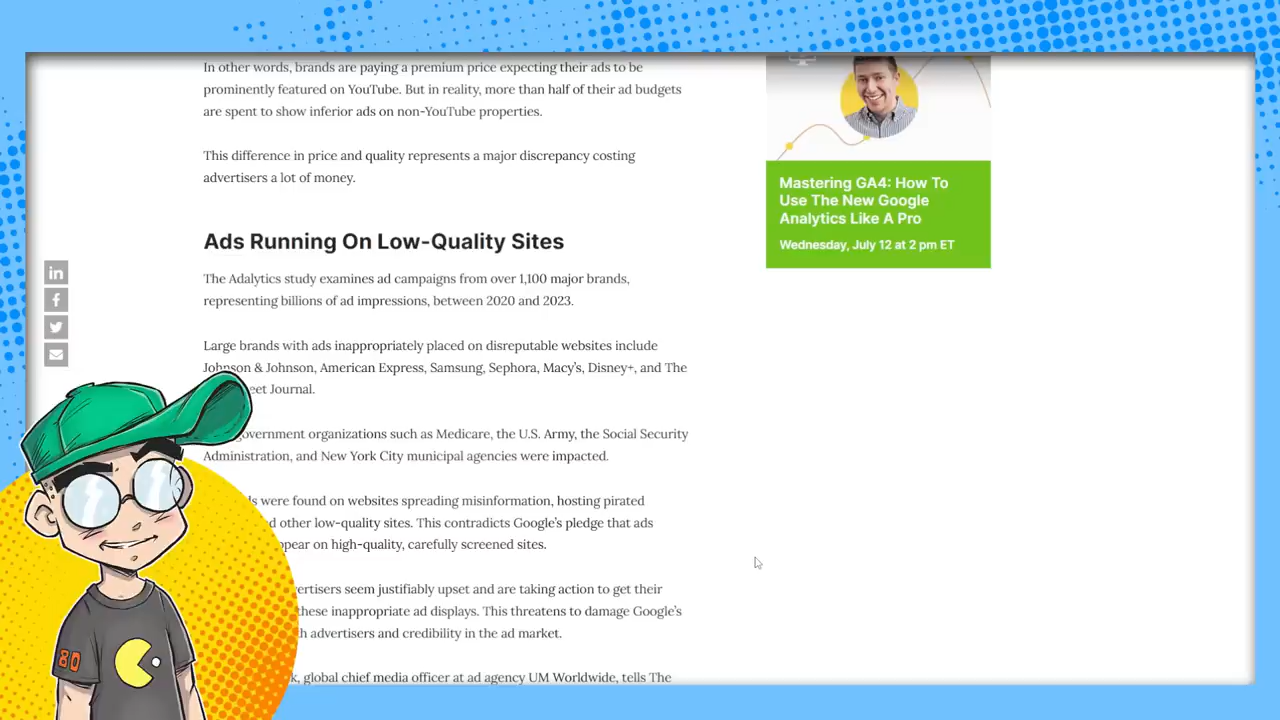 In other words, brands are paying a premium price expecting their ads to be
prominently featured on YouTube. But in reality, more than half of their ad budgets
are spent to show inferior ads on non-YouTube properties.
This difference in price and quality represents a major discrepancy costing
advertisers a lot of money.
Ads Running On Low-Quality Sites
The Adalytics study examines ad campaigns from over 1,100 major brands,
representing billions of ad impressions, between 2020 and 2023.
Large brands with ads inappropriately placed on disreputable websites include
Johnson & Johnson, American Express, Samsung, Sephora, Macy's, Disney+, and The
eet Journal.
government organizations such as Medicare, the U.S. Army, the Social Security
Administration, and New York City municipal agencies were impacted.
ds were found on websites spreading misinformation, hosting pirated
d other low-quality sites. This contradicts Google's pledge that ads
pear on high-quality, carefully screened sites.
ertisers seem justifiably upset and are taking action to get their
these inappropriate ad displays. This threatens to damage Google's
h advertisers and credibility in the ad market.
k, global chief media officer at ad agency UM Worldwide, tells The
Mastering GA4: How To
Use The New Google
Analytics Like A Pro
Wednesday, July 12 at 2 pm ET
in
f
80